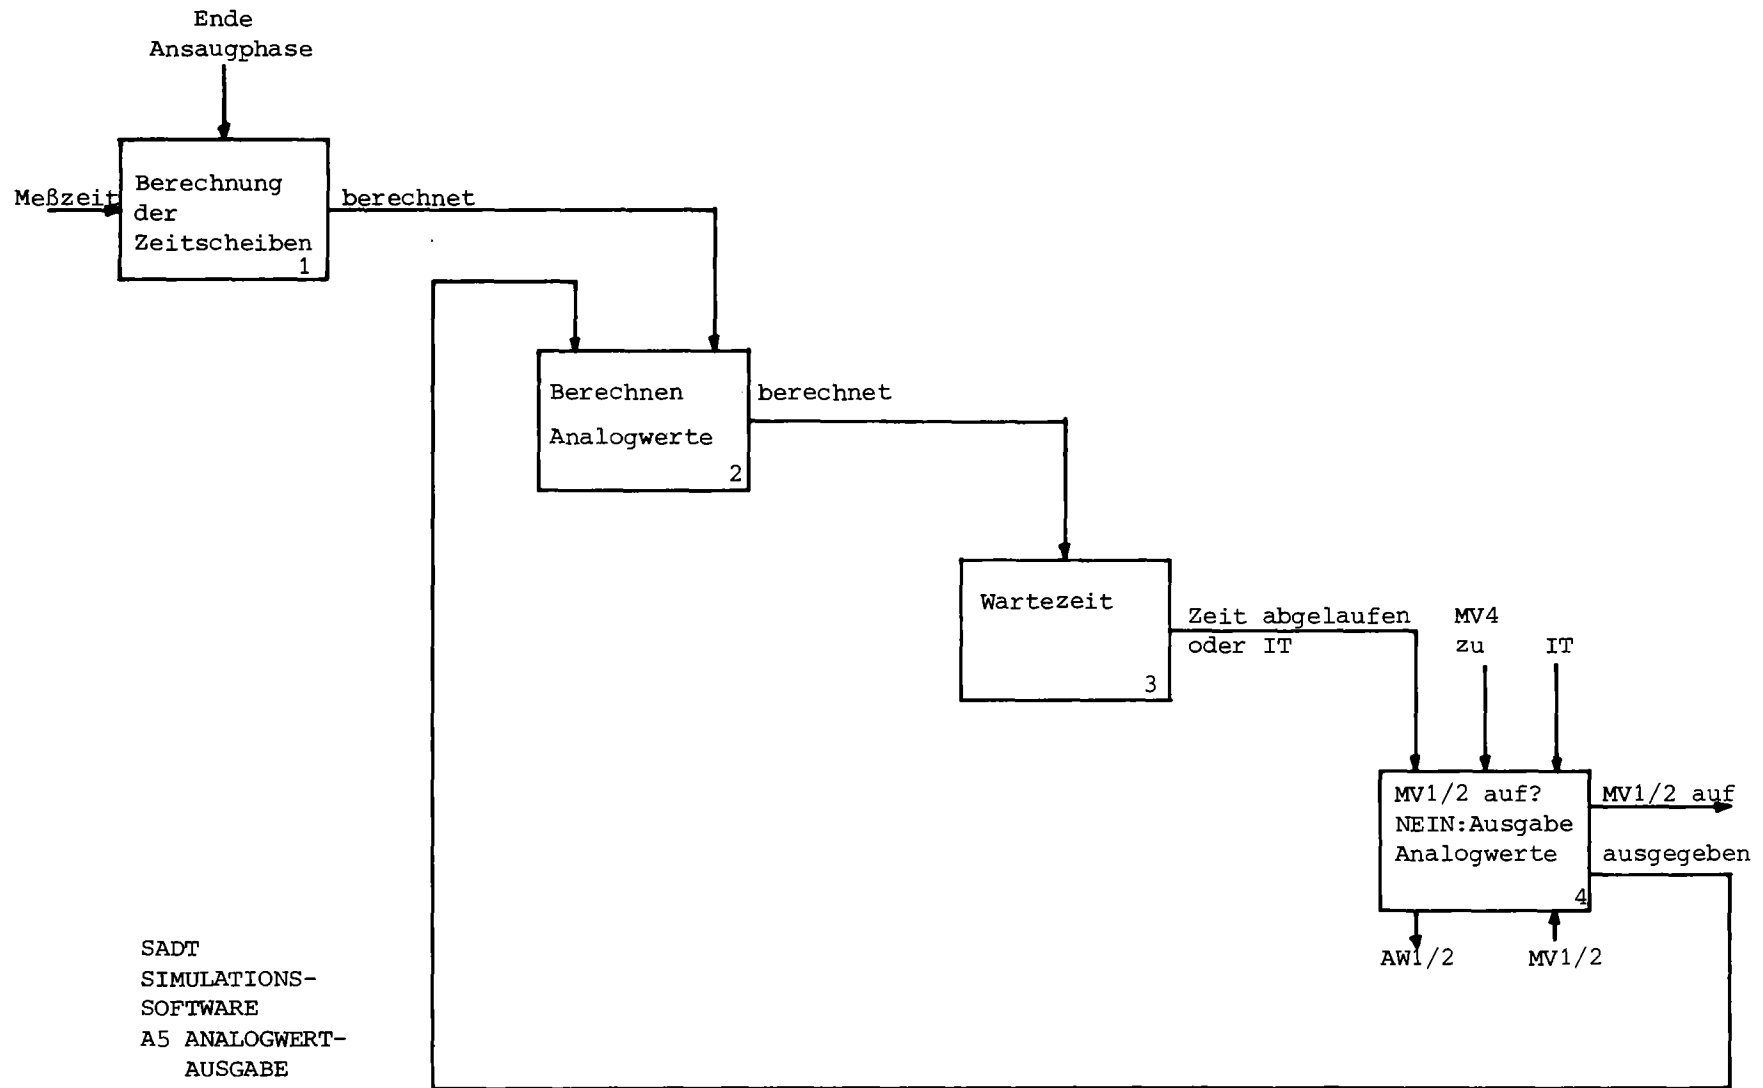 Ende
Ansaugphase
Meßzeit
Berechnung
der
Zeitscheiben
1
berechnet
Berechnen
Analogwerte
2
berechnet
Wartezeit
3
Zeit abgelaufen
oder IT
MV4
zu
IT
MV1/2 auf?
NEIN:Ausgabe
Analogwerte
4
MV1/2 auf
ausgegeben
AW1/2
MV1/2
SADT
SIMULATIONS-
SOFTWARE
A5 ANALOGWERT-
AUSGABE